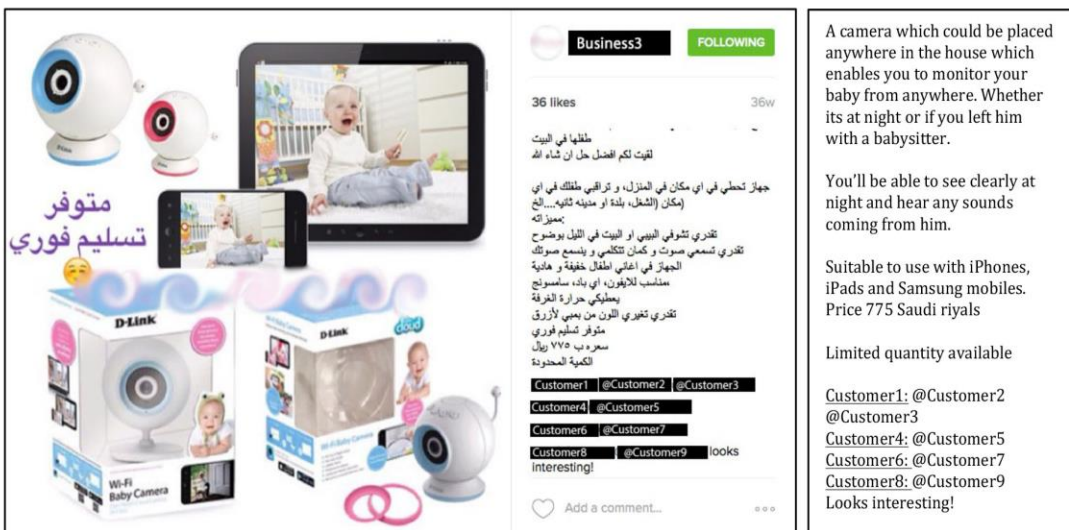 D-Link
متوفر
تسليم فوري
D-Link
Wi-Fi
Baby Camera
Wi-Fi Baby Camera
D-Link
cloud
Wi-Fi Baby Camera
Business3
FOLLOWING
36 likes
36w
طفلها في البيت
لقيت لكم افضل حل ان شاء الله
جهاز تحطي في اي مكان في المنزل، و تراقبي طفلك في اي
مكان (الشغل، بلدة او مدينه ثانيه....الخ)
مميزاته:
تقدري تشوفي البيبي او البيت في الليل بوضوح
تقدري تسمعي صوت و كمان تتكلمي و ينسمع صوتك
الجهاز في اغاني اطفال خفيفة و هادية
مناسب للايفون، اي باد، سامسونج،
يعطيكي حرارة الغرفة
تقدري تغيري اللون من بمبي لأزرق
متوفر تسليم فوري
سعره ب ٧٧٥ ريال
الكمية المحدودة
Customer1 @Customer2 @Customer3
Customer4 @Customer5
Customer6 @Customer7
Customer8 @Customer9 looks
interesting!
Add a comment...
A camera which could be placed
anywhere in the house which
enables you to monitor your
baby from anywhere. Whether
its at night or if you left him
with a babysitter.
You'll be able to see clearly at
night and hear any sounds
coming from him.
Suitable to use with iPhones,
iPads and Samsung mobiles.
Price 775 Saudi riyals
Limited quantity available
Customer1: @Customer2
@Customer3
Customer4: @Customer5
Customer6: @Customer7
Customer8: @Customer9
Looks interesting!